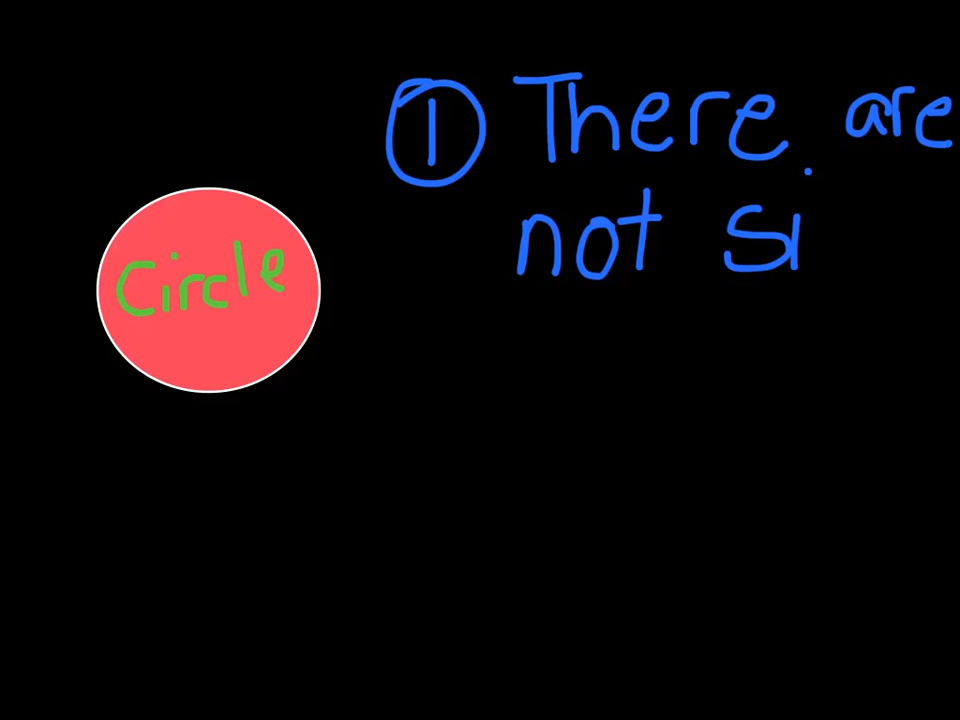 Circle
① There are
not si